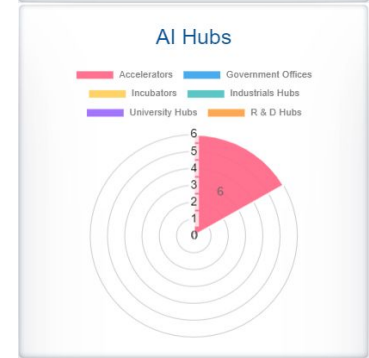 AI Hubs
Accelerators Government Offices
Incubators Industrials Hubs
University Hubs R & D Hubs
6
5
4
3
6
2
1
0